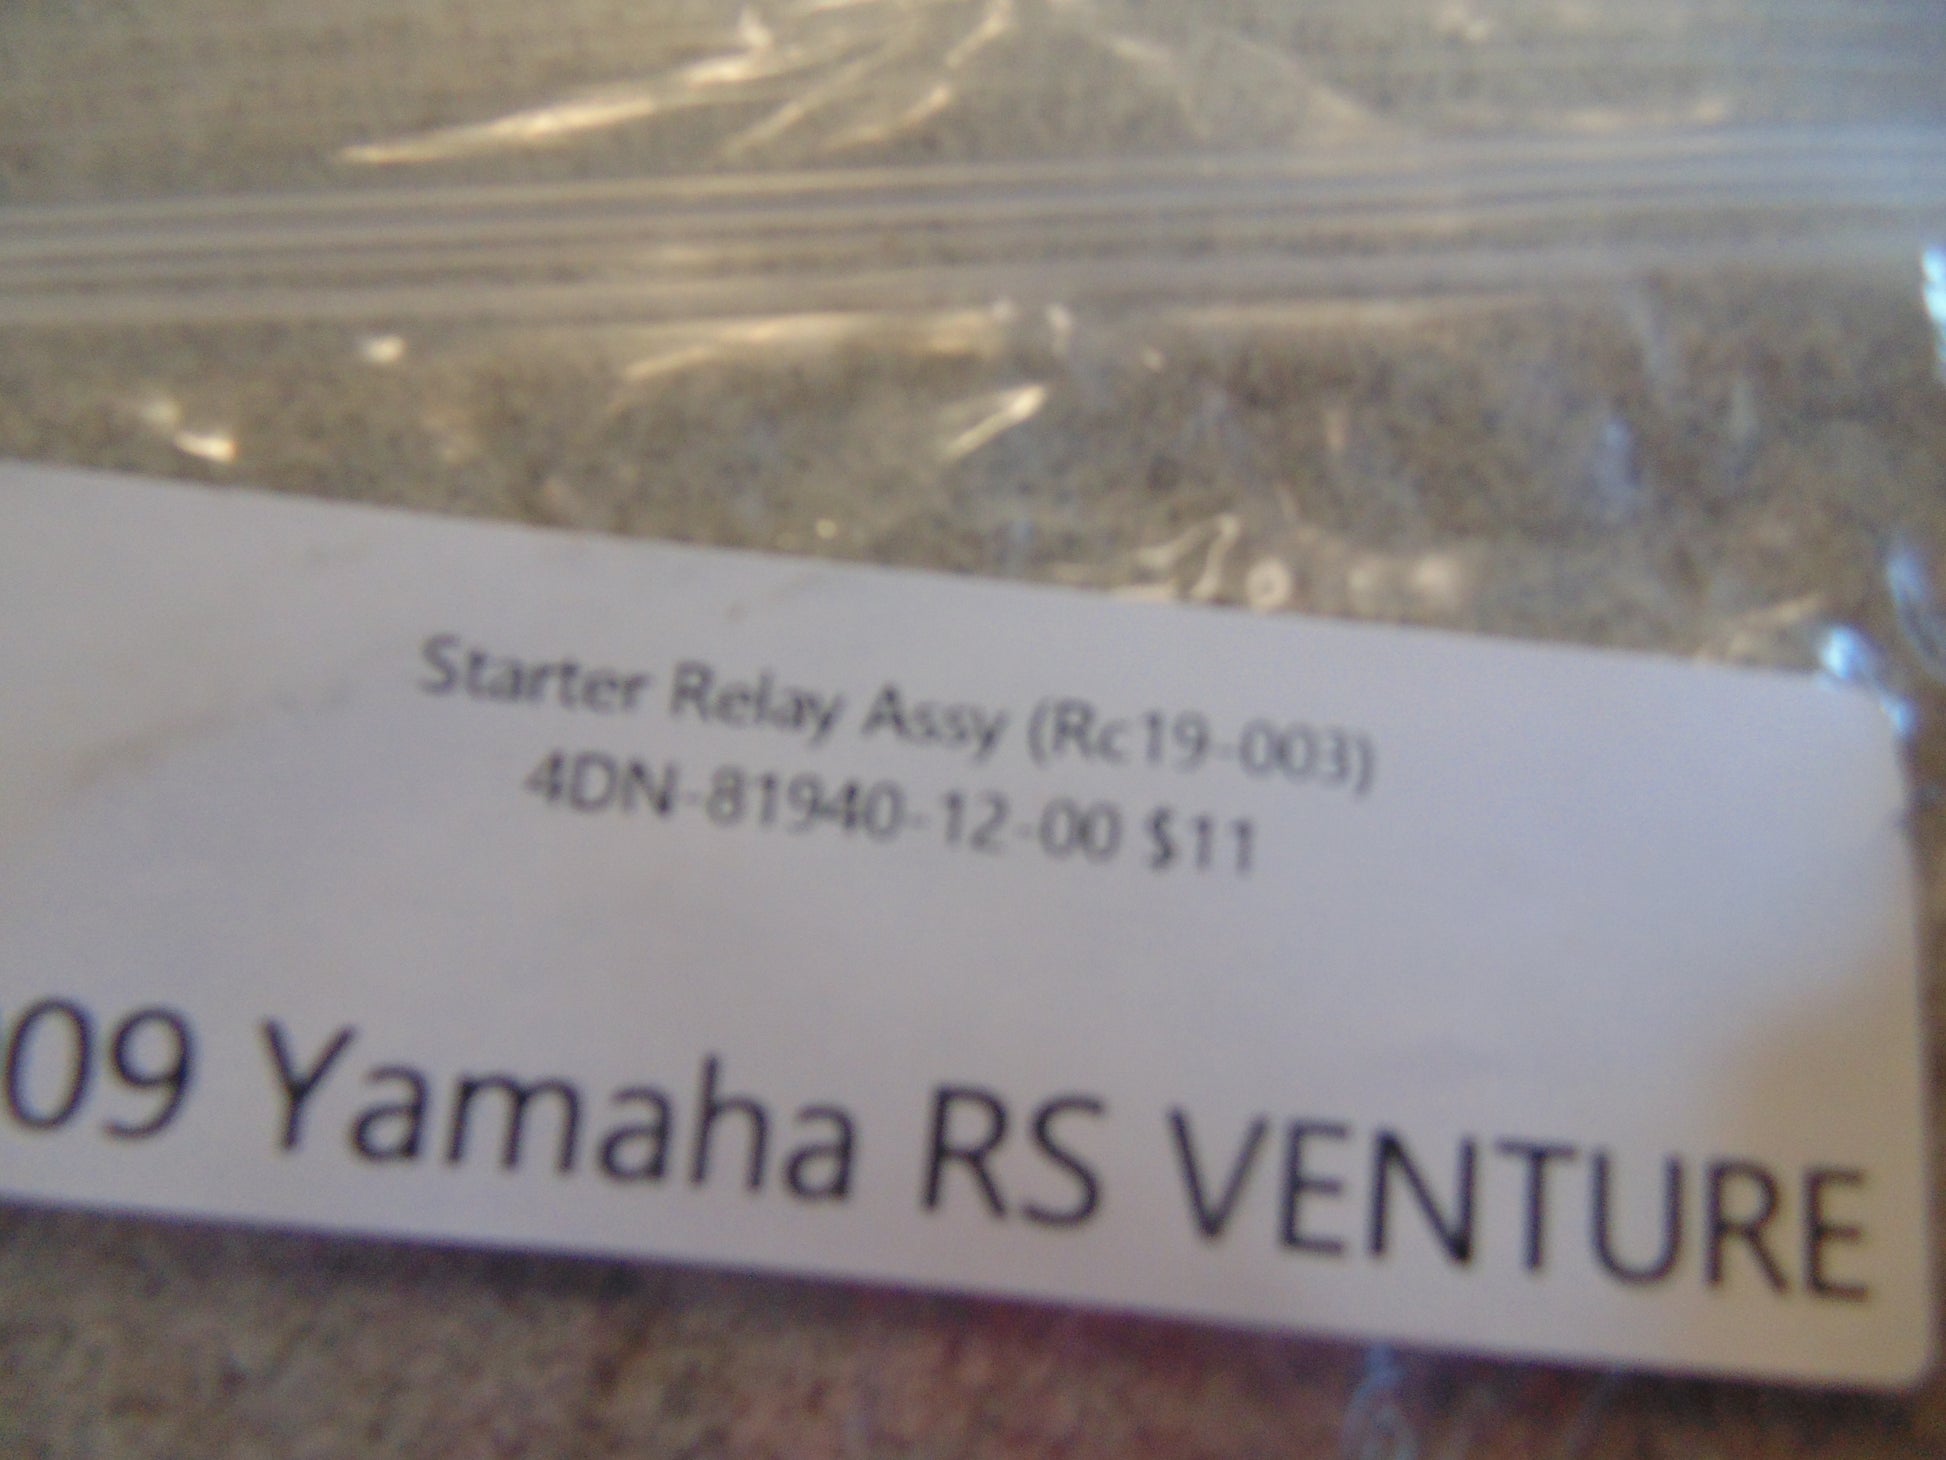 Starter Relay Assy (Rc19-003)
4DN-81940-12-00 $11
09 Yamaha RS VENTURE